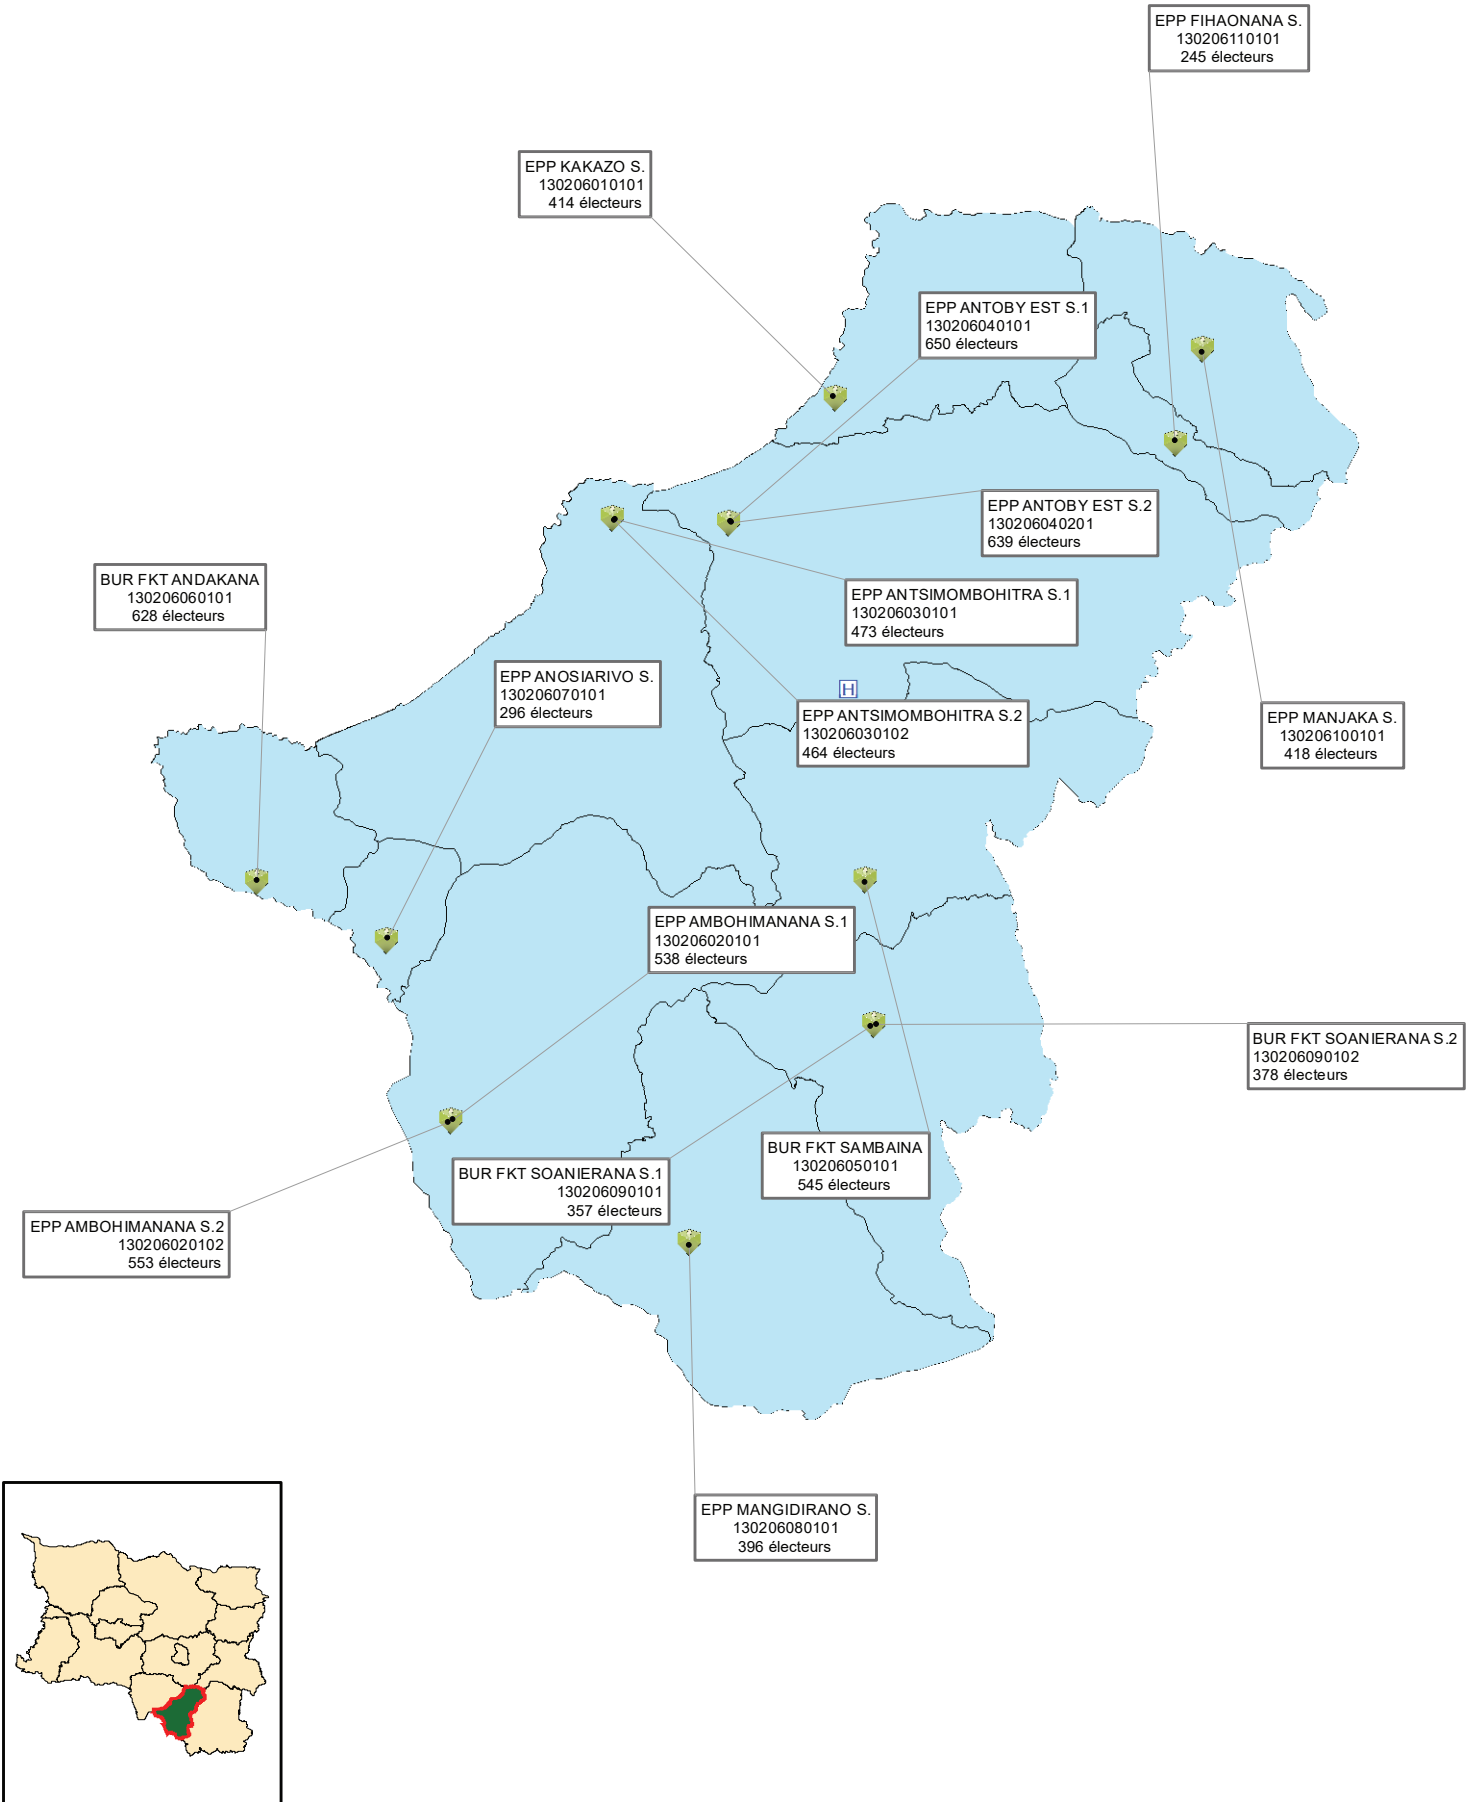 EPP FIHAONANA S.
130206110101
245 électeurs
EPP KAKAZO S.
130206010101
414 électeurs
EPP ANTOBY EST S.1
130206040101
650 électeurs
EPP ANTOBY EST S.2
130206040201
639 électeurs
BUR FKT ANDAKANA
130206060101
628 électeurs
EPP ANTSIMOMBOHITRA S.1
130206030101
473 électeurs
EPP ANOSIARIVO S.
130206070101
296 électeurs
H
EPP ANTSIMOMBOHITRA S.2
130206030102
464 électeurs
EPP MANJAKA S.
130206100101
418 électeurs
EPP AMBOHIMANANA S.1
130206020101
538 électeurs
BUR FKT SOANIERANA S.2
130206090102
378 électeurs
BUR FKT SAMBAINA
130206050101
545 électeurs
BUR FKT SOANIERANA S.1
130206090101
357 électeurs
EPP AMBOHIMANANA S.2
130206020102
553 électeurs
EPP MANGIDIRANO S.
130206080101
396 électeurs